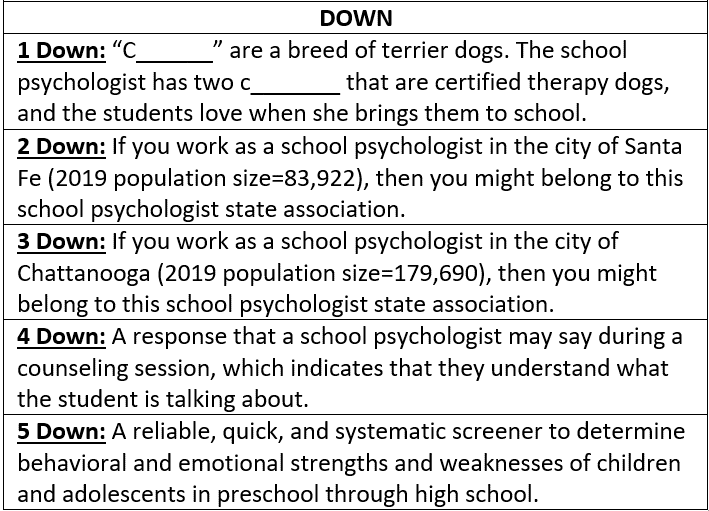 DOWN
1 Down: “C______” are a breed of terrier dogs. The school
psychologist has two c_______ that are certified therapy dogs,
and the students love when she brings them to school.
2 Down: If you work as a school psychologist in the city of Santa
Fe (2019 population size=83,922), then you might belong to this
school psychologist state association.
3 Down: If you work as a school psychologist in the city of
Chattanooga (2019 population size=179,690), then you might
belong to this school psychologist state association.
4 Down: A response that a school psychologist may say during a
counseling session, which indicates that they understand what
the student is talking about.
5 Down: A reliable, quick, and systematic screener to determine
behavioral and emotional strengths and weaknesses of children
and adolescents in preschool through high school.